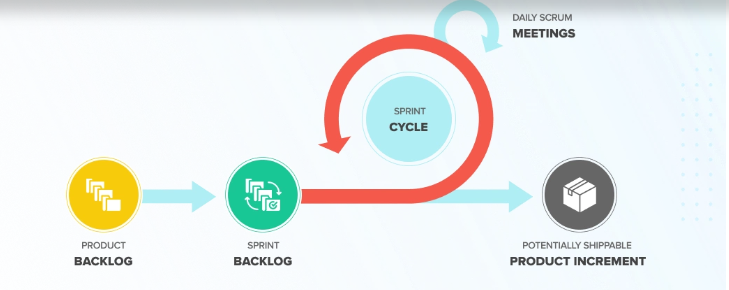 DAILY SCRUM
MEETINGS
SPRINT
CYCLE
PRODUCT
BACKLOG
SPRINT
BACKLOG
POTENTIALLY SHIPPABLE
PRODUCT INCREMENT